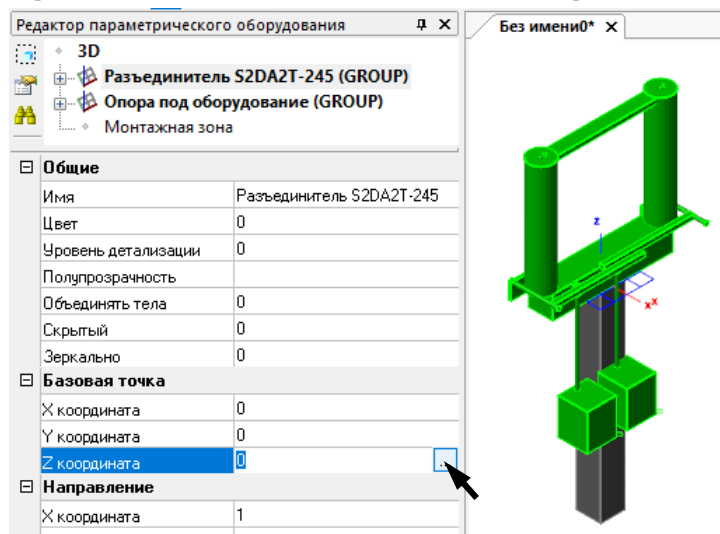 Редактор параметрического оборудования
3D
Разъединитель S2DA2T-245 (GROUP)
Опора под оборудование (GROUP)
Монтажная зона
Общие
Имя Разъединитель S2DA2T-245
Цвет 0
Уровень детализации 0
Полупрозрачность
Объединять тела 0
Скрытый 0
Зеркально 0
Базовая точка
X координата 0
Y координата 0
Z координата 0 ...
Направление
X координата 1
Без имени0* X
z
x x